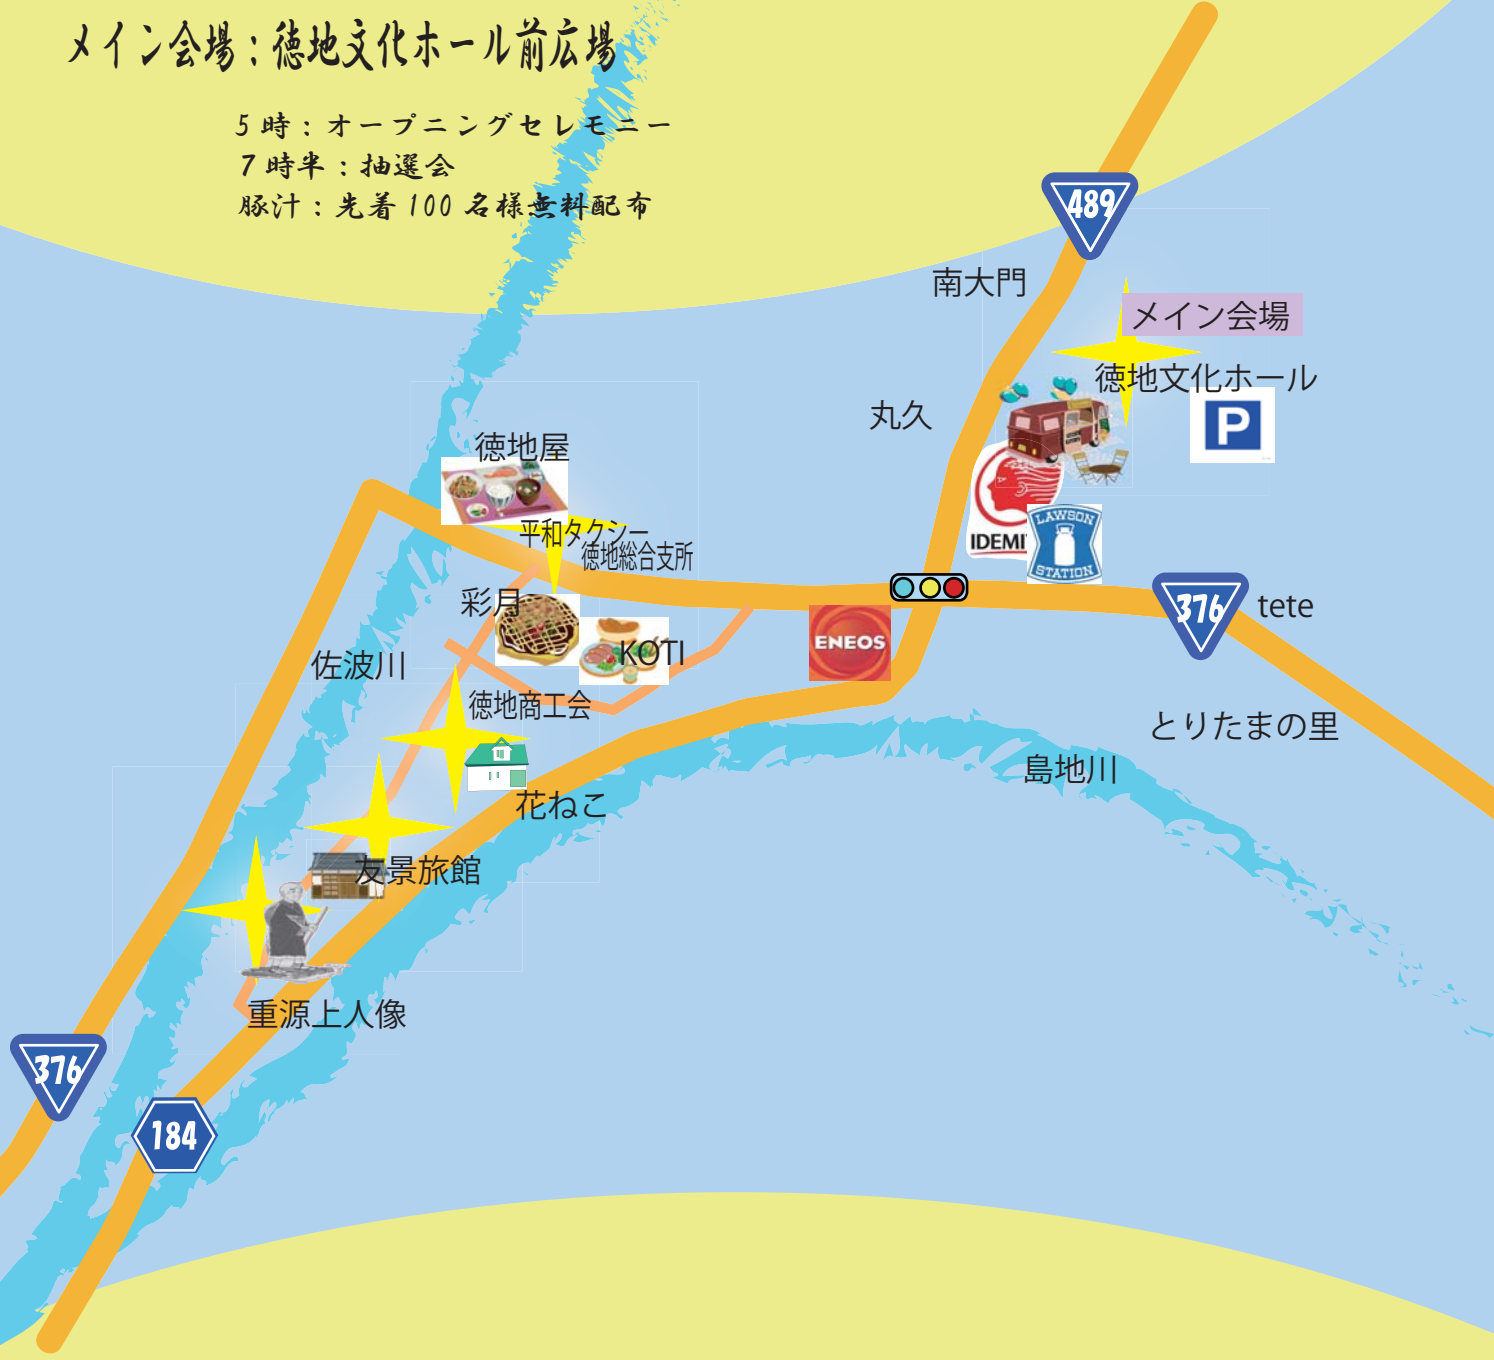 メイン会場：徳地文化ホール前広場
5時：オープニングセレモニー
7時半：抽選会
豚汁：先着100名様無料配布
489
南大門
メイン会場
徳地文化ホール
丸久
P
徳地屋
IDEMI
LAWSON
STATION
平和タクシー
徳地総合支所
彩月
376
tete
ENEOS
KOTI
佐波川
徳地商工会
とりたまの里
島地川
花ねこ
友景旅館
重源上人像
376
184